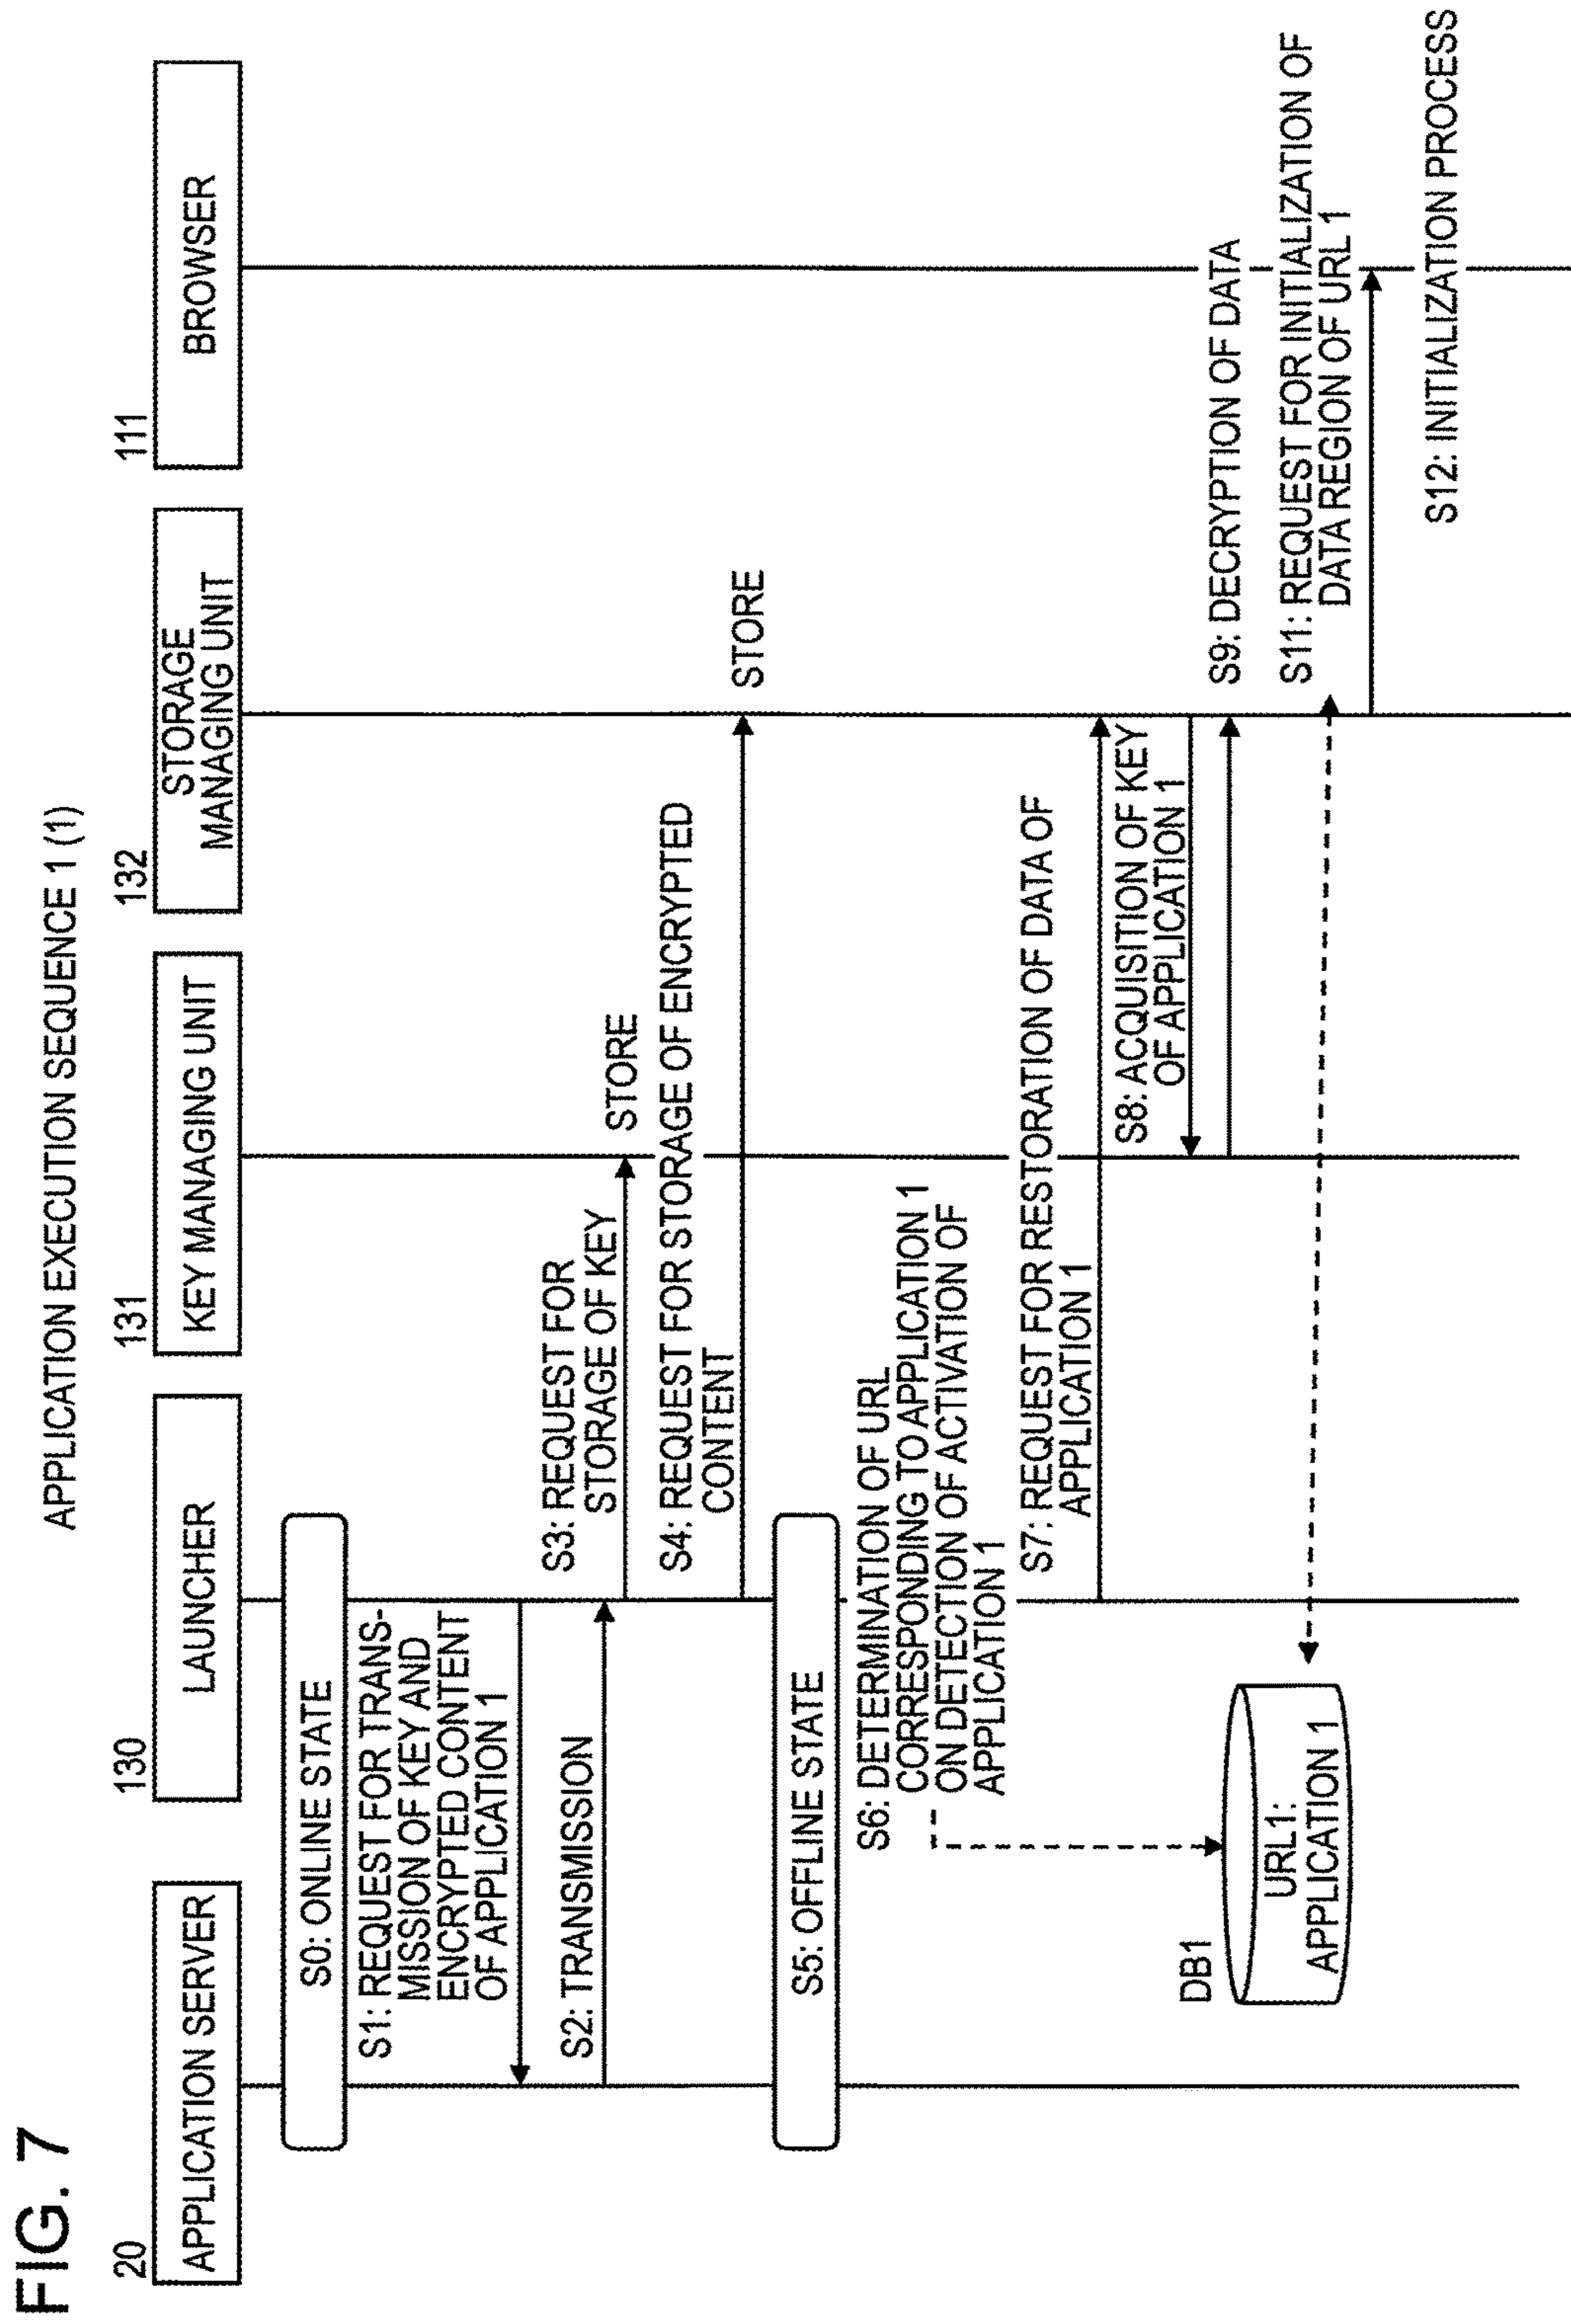 FIG. 7
APPLICATION EXECUTION SEQUENCE 1 (1)
20
APPLICATION SERVER
130
LAUNCHER
131
KEY MANAGING UNIT
132
STORAGE
MANAGING UNIT
111
BROWSER
S0: ONLINE STATE
S1: REQUEST FOR TRANS-
MISSION OF KEY AND
ENCRYPTED CONTENT
OF APPLICATION 1
S2: TRANSMISSION
S3: REQUEST FOR
STORAGE OF KEY
STORE
S4: REQUEST FOR STORAGE OF ENCRYPTED
CONTENT
STORE
S5: OFFLINE STATE
S6: DETERMINATION OF URL
CORRESPONDING TO APPLICATION 1
ON DETECTION OF ACTIVATION OF
APPLICATION 1
S7: REQUEST FOR RESTORATION OF DATA OF
APPLICATION 1
S8: ACQUISITION OF KEY
OF APPLICATION 1
S9: DECRYPTION OF DATA
DB1
URL1:
APPLICATION 1
S11: REQUEST FOR INITIALIZATION OF
DATA REGION OF URL 1
S12: INITIALIZATION PROCESS